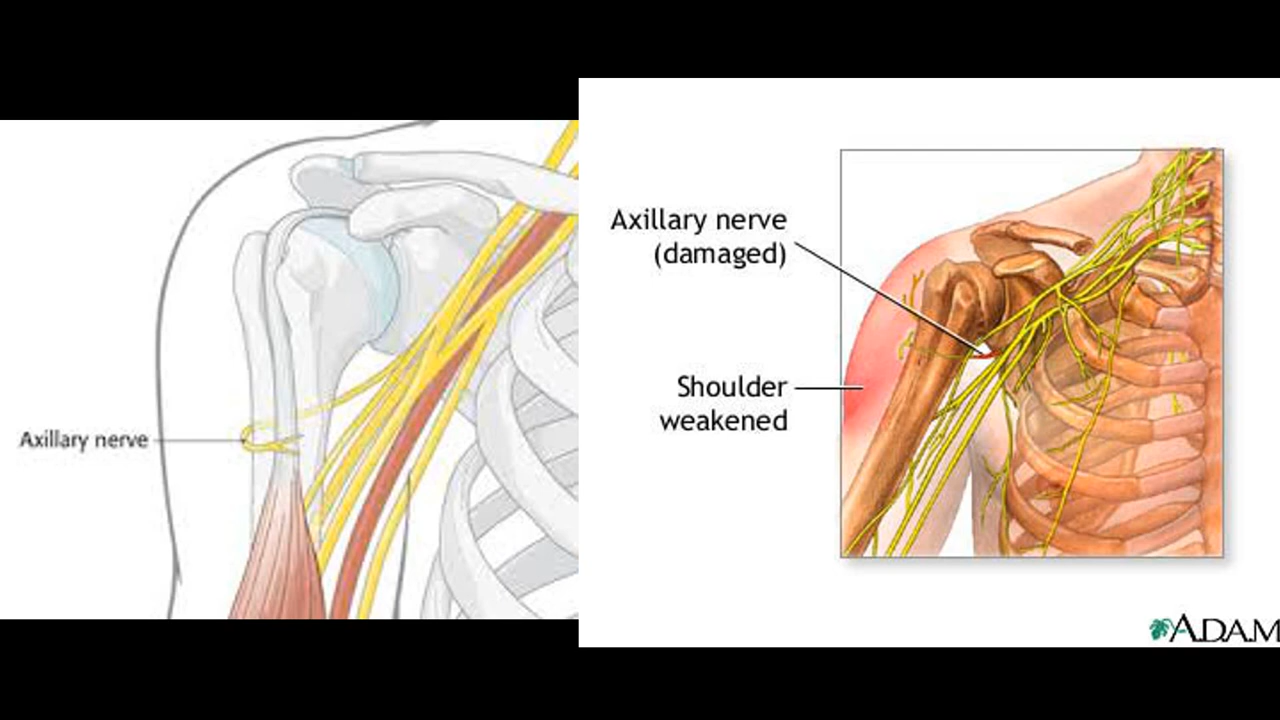 Axillary nerve
Axillary nerve
(damaged)
Shoulder
weakened
A.D.A.M